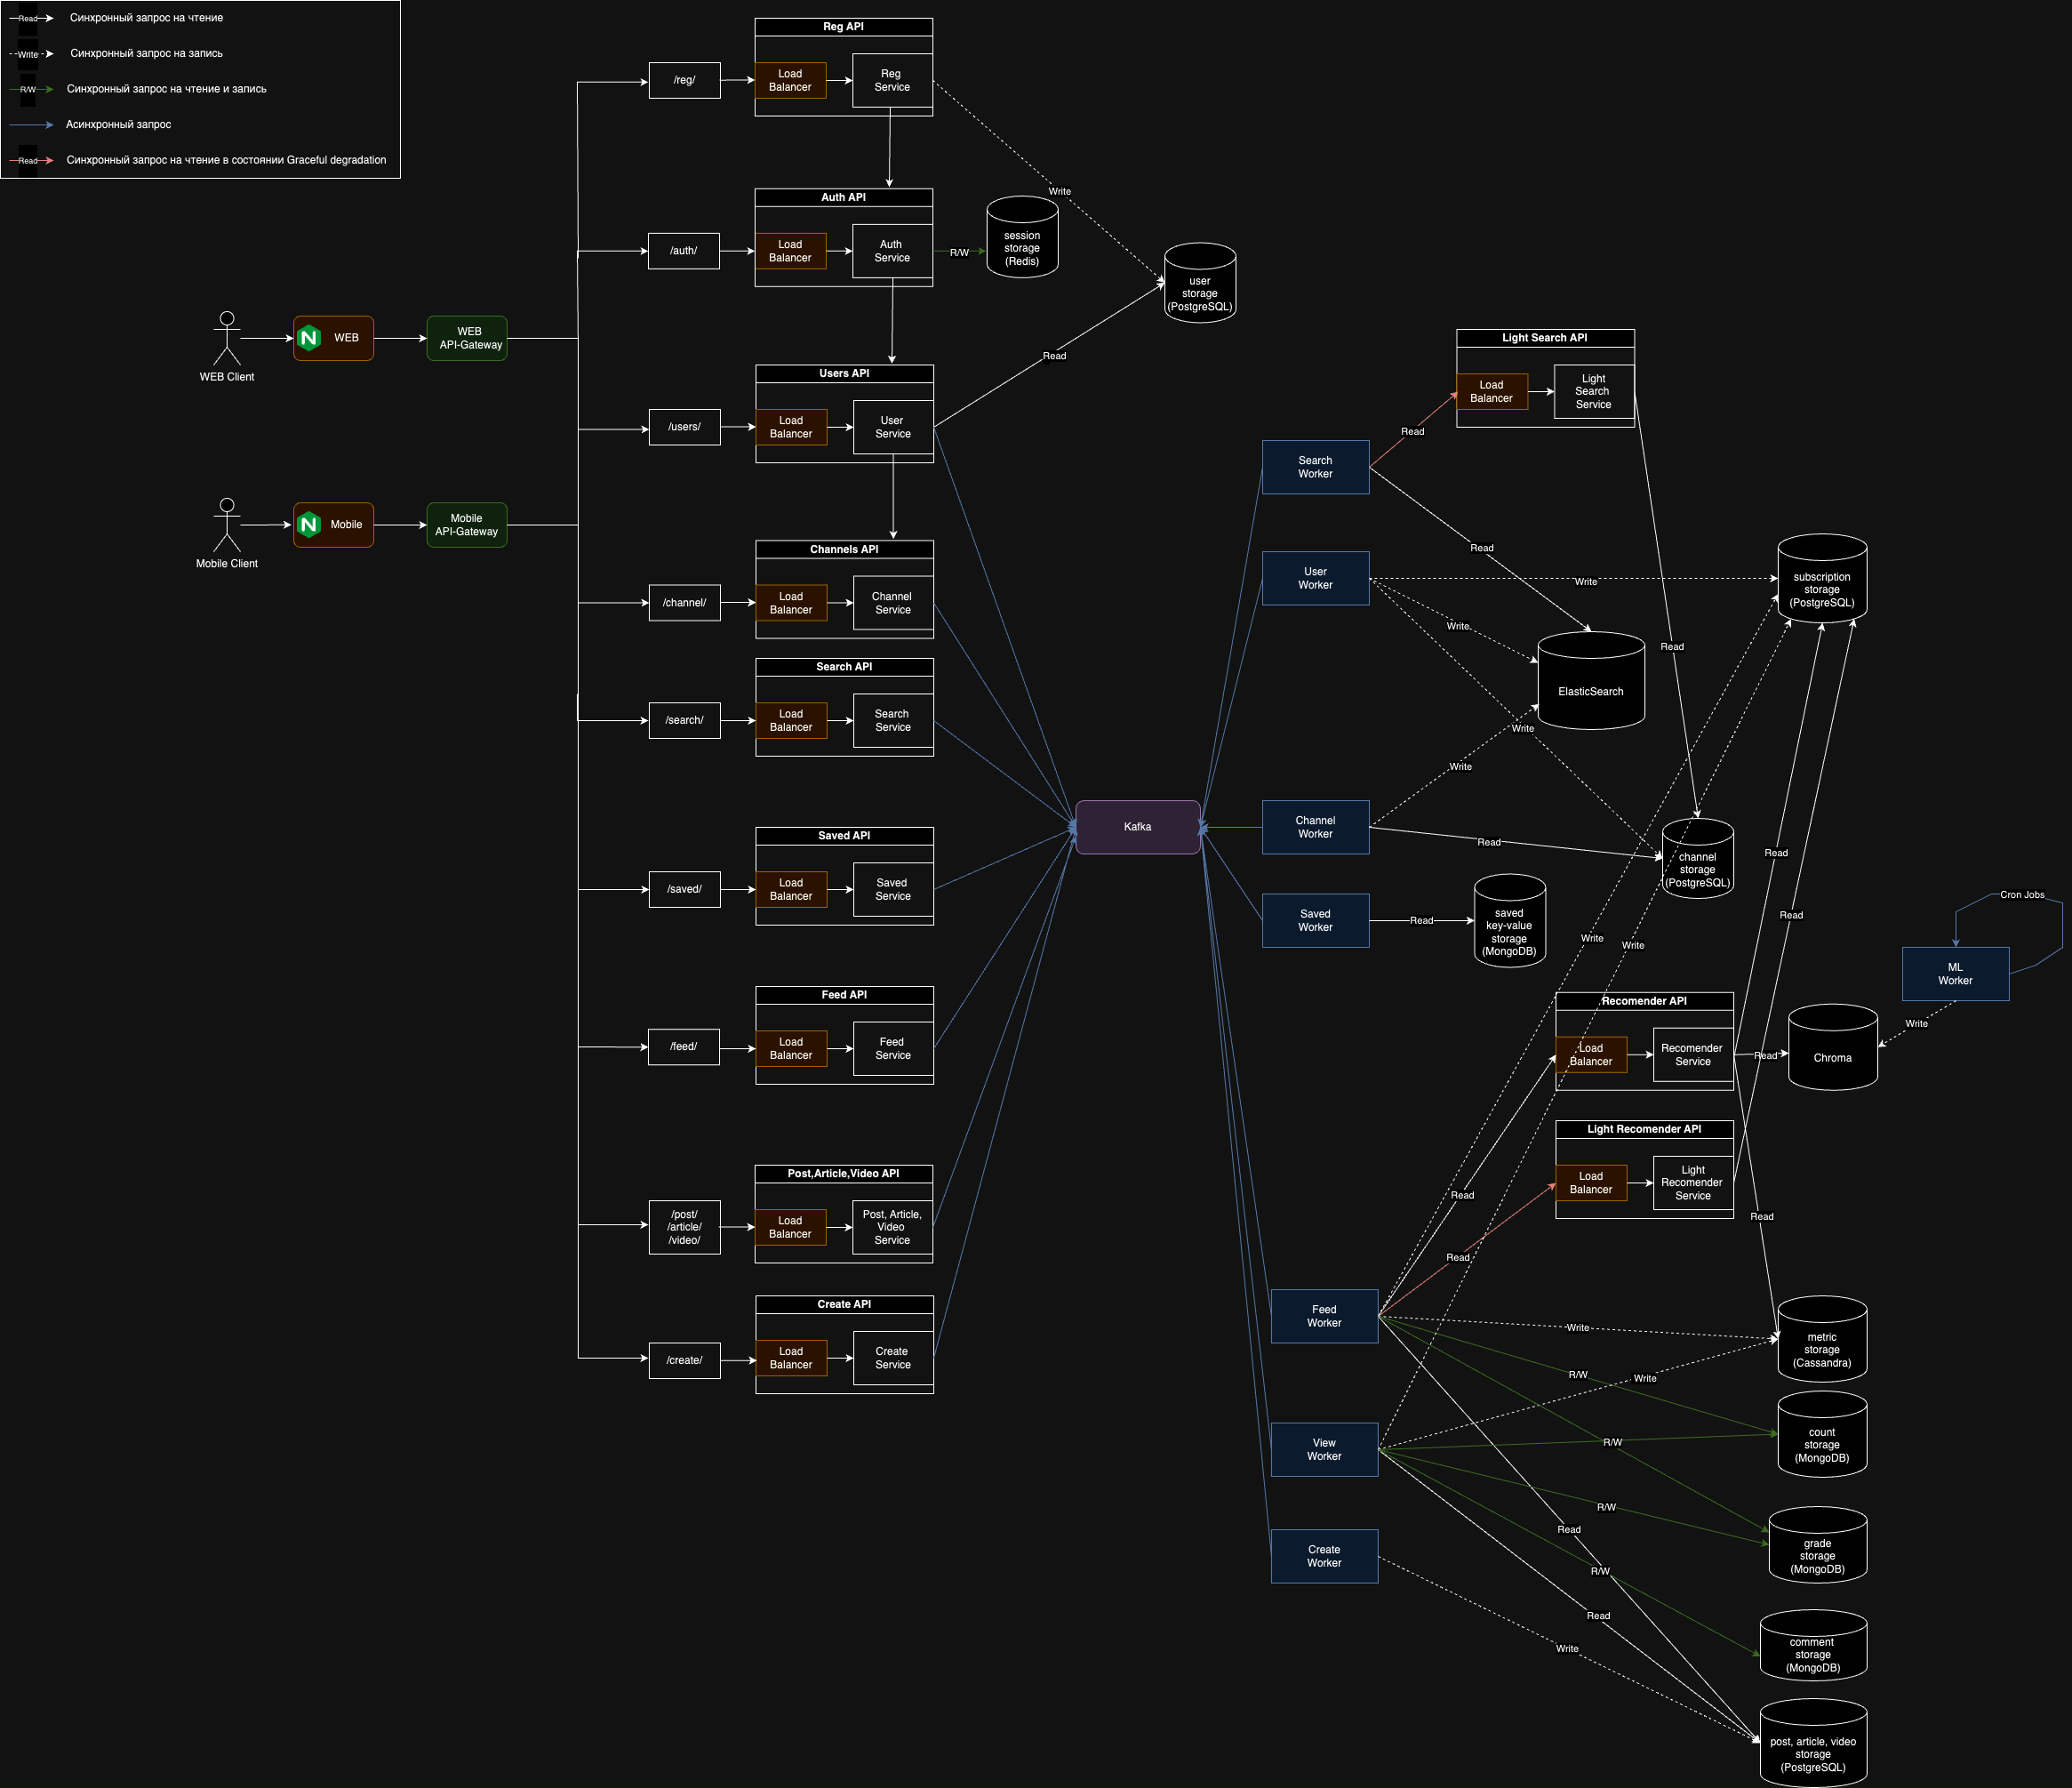 Read
Синхронный запрос на чтение
Write
Синхронный запрос на запись
R/W
Синхронный запрос на чтение и запись
Асинхронный запрос
Read
Синхронный запрос на чтение в состоянии Graceful degradation
WEB Client
WEB
WEB
API-Gateway
Mobile Client
Mobile
Mobile
API-Gateway
/reg/
Reg API
Load
Balancer
Reg
Service
/auth/
Auth API
Load
Balancer
Auth
Service
R/W
session
storage
(Redis)
Write
user
storage
(PostgreSQL)
Read
/users/
Users API
Load
Balancer
User
Service
/channel/
Channels API
Load
Balancer
Channel
Service
/search/
Search API
Load
Balancer
Search
Service
/saved/
Saved API
Load
Balancer
Saved
Service
/feed/
Feed API
Load
Balancer
Feed
Service
/post/
/article/
/video/
Post,Article,Video API
Load
Balancer
Post, Article,
Video
Service
/create/
Create API
Load
Balancer
Create
Service
Kafka
Light Search API
Load
Balancer
Light
Search
Service
Read
Search
Worker
Read
User
Worker
Write
Write
Write
Read
subscription
storage
(PostgreSQL)
ElasticSearch
Channel
Worker
Write
Read
channel
storage
(PostgreSQL)
Saved
Worker
Read
saved
key-value
storage
(MongoDB)
Write
Write
Read
Read
Cron Jobs
ML
Worker
Write
Recomender API
Load
Balancer
Recomender
Service
Read
Chroma
Light Recomender API
Load
Balancer
Light
Recomender
Service
Read
Read
Read
Feed
Worker
Write
metric
storage
(Cassandra)
R/W
Write
View
Worker
R/W
count
storage
(MongoDB)
R/W
Read
grade
storage
(MongoDB)
Create
Worker
R/W
Read
Write
comment
storage
(MongoDB)
post, article, video
storage
(PostgreSQL)